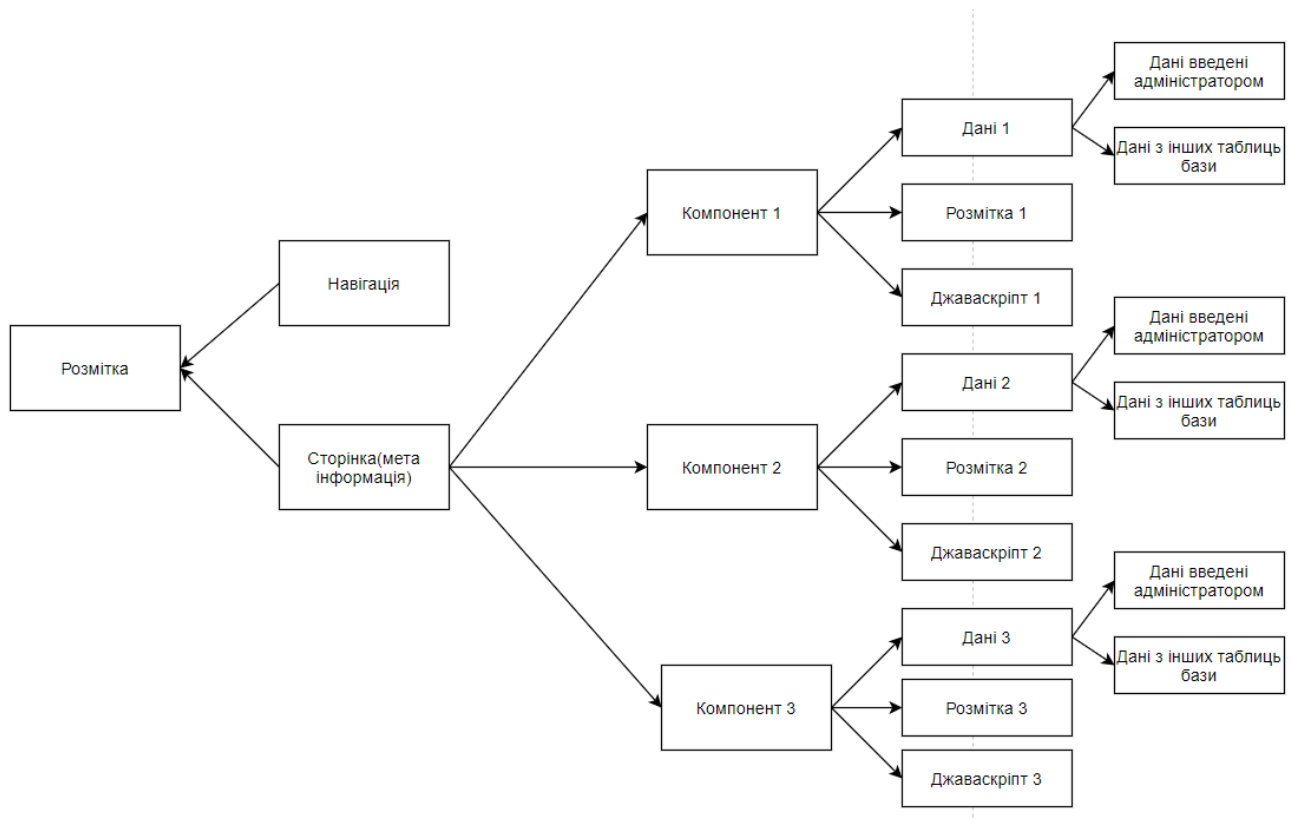 Розмітка
Навігація
Сторінка(мета
інформація)
Компонент 1
Дані 1
Розмітка 1
Джаваскріпт 1
Дані введені
адміністратором
Дані з інших таблиць
бази
Компонент 2
Дані 2
Розмітка 2
Джаваскріпт 2
Дані введені
адміністратором
Дані з інших таблиць
бази
Компонент 3
Дані 3
Розмітка 3
Джаваскріпт 3
Дані введені
адміністратором
Дані з інших таблиць
бази